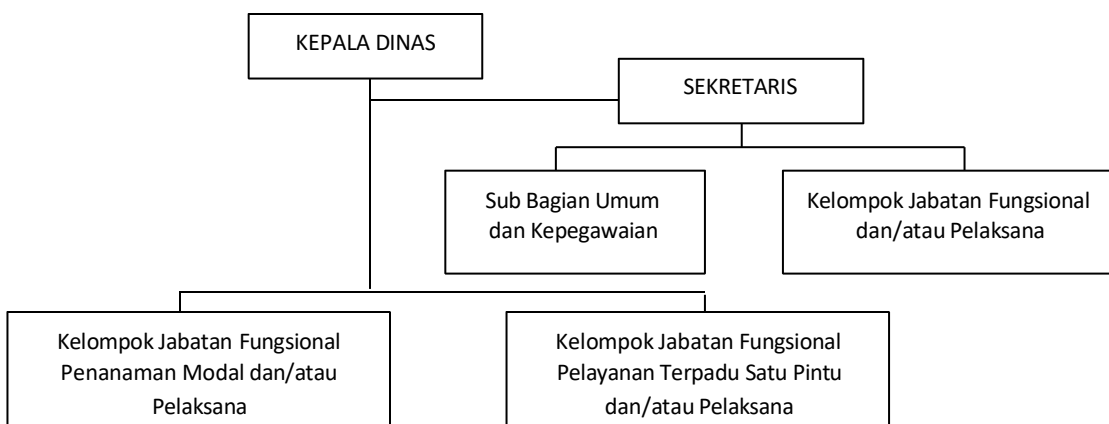 KEPALA DINAS
SEKRETARIS
Sub Bagian Umum
dan Kepegawaian
Kelompok Jabatan Fungsional
dan/atau Pelaksana
Kelompok Jabatan Fungsional
Penanaman Modal dan/atau
Pelaksana
Kelompok Jabatan Fungsional
Pelayanan Terpadu Satu Pintu
dan/atau Pelaksana